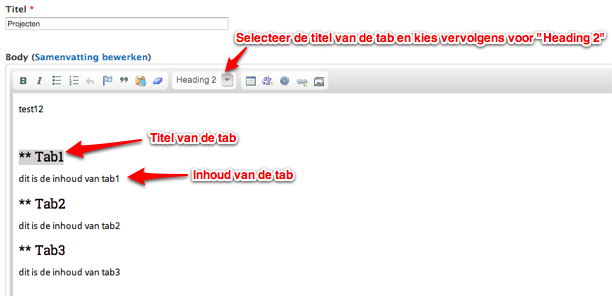 Titel *
Projecten
Selecteer de titel van de tab en kies vervolgens voor "Heading 2"
Body (Samenvatting bewerken)
B I Heading 2
test12
** Tab1
Titel van de tab
dit is de inhoud van tab1
Inhoud van de tab
** Tab2
dit is de inhoud van tab2
** Tab3
dit is de inhoud van tab3